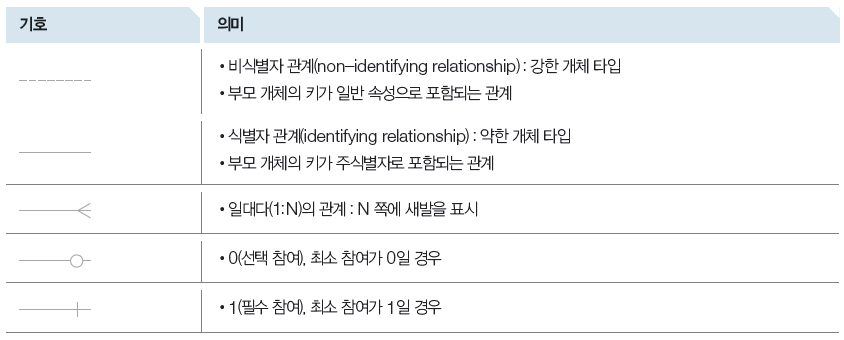 기호
의미
• 비식별자 관계(non-identifying relationship) : 강한 개체 타입
• 부모 개체의 키가 일반 속성으로 포함되는 관계
• 식별자 관계(identifying relationship) : 약한 개체 타입
• 부모 개체의 키가 주식별자로 포함되는 관계
• 일대다(1:N)의 관계 : N 쪽에 새발을 표시
• 0(선택 참여), 최소 참여가 0일 경우
• 1(필수 참여), 최소 참여가 1일 경우